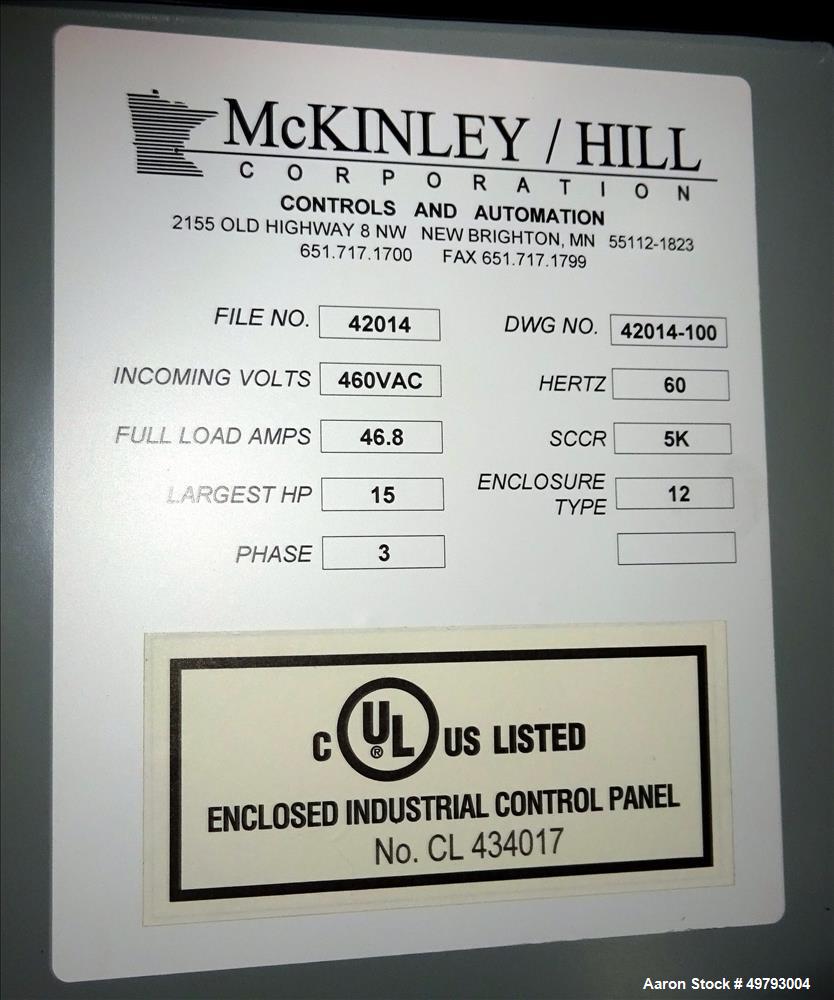 McKINLEY / HILL
CORPORATION
CONTROLS AND AUTOMATION
2155 OLD HIGHWAY 8 NW NEW BRIGHTON, MN 55112-1823
651.717.1700 FAX 651.717.1799
FILE NO. 42014 DWG NO. 42014-100
INCOMING VOLTS 460VAC HERTZ 60
FULL LOAD AMPS 46.8 SCCR 5K
LARGEST HP 15 ENCLOSURE TYPE 12
PHASE 3
C UL ® US LISTED
ENCLOSED INDUSTRIAL CONTROL PANEL
No. CL 434017
Aaron Stock # 49793004